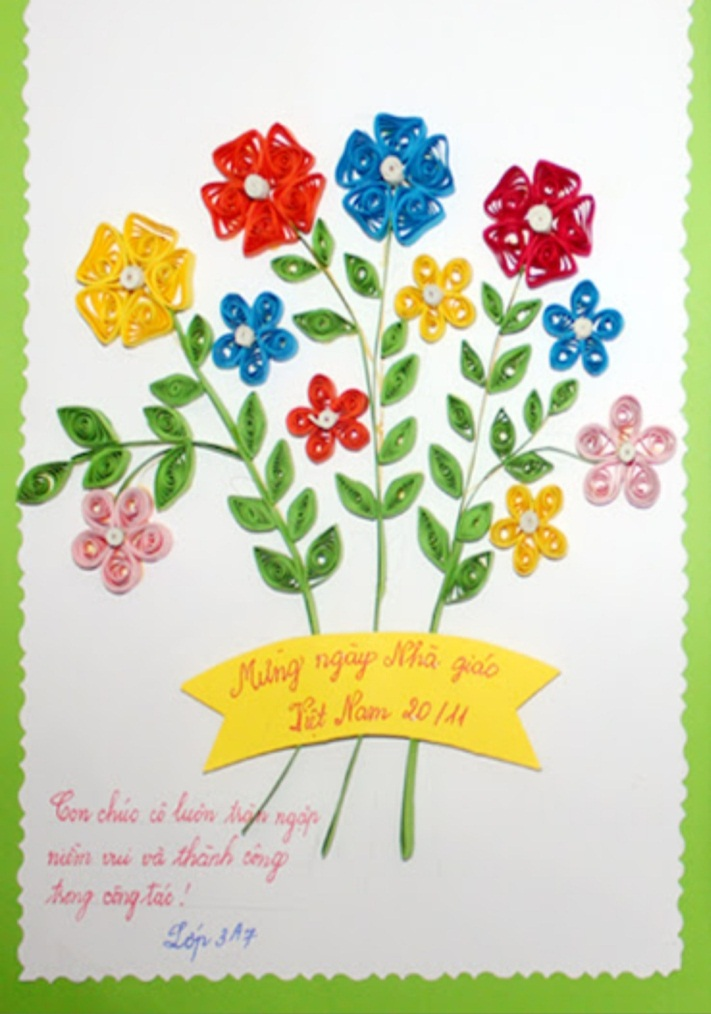 Mừng ngày Nhà giáo
Việt Nam 20/11
Con chúc cô luôn tràn ngập
niềm vui và thành công
trong công tác!
Lớp 3A7